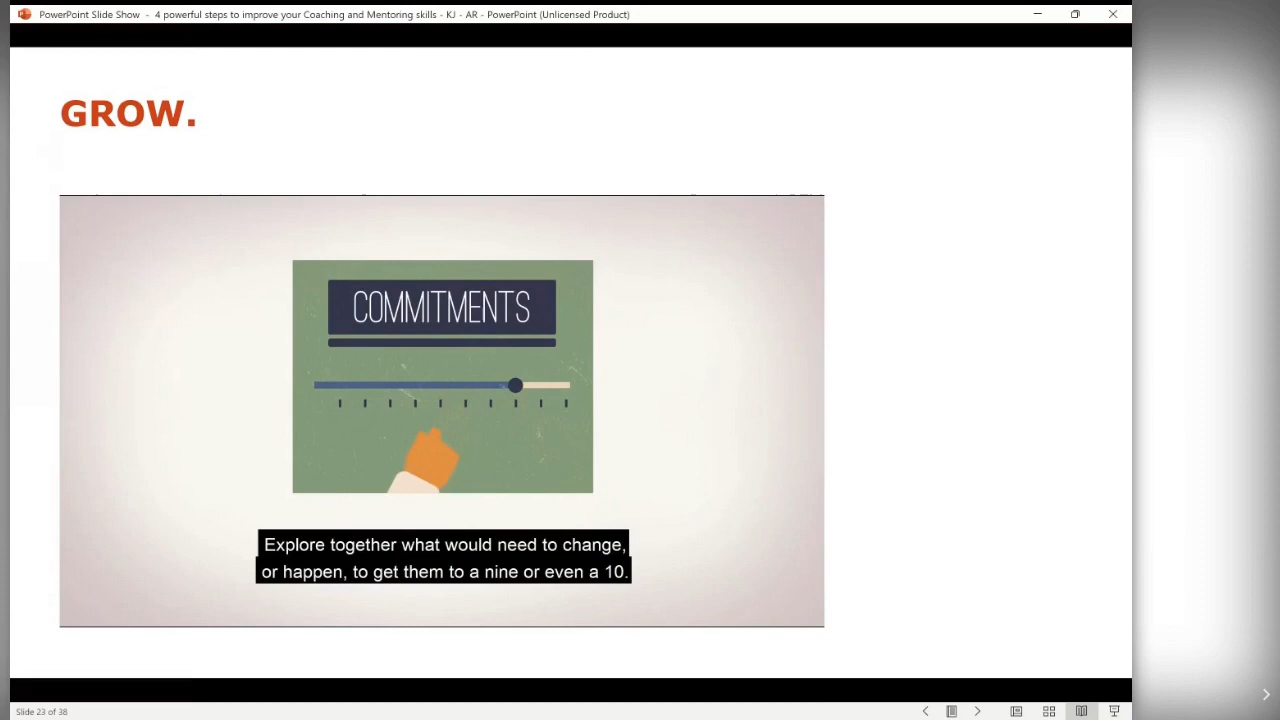 PowerPoint Slide Show - 4 powerful steps to improve your Coaching and Mentoring skills - KJ - AR - PowerPoint (Unlicensed Product)
GROW.
COMMITMENTS
Explore together what would need to change,
or happen, to get them to a nine or even a 10.
Slide 23 of 38